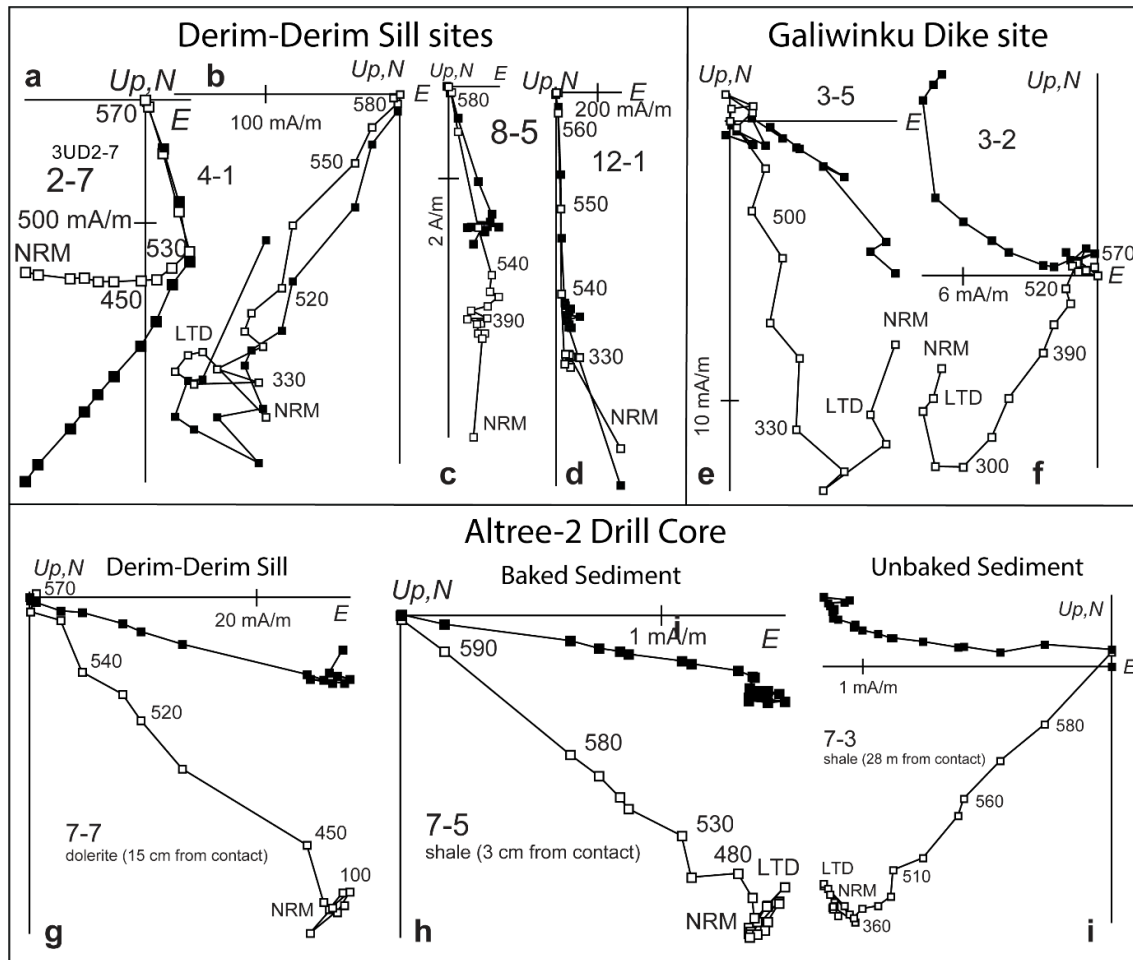 Derim-Derim Sill sites
Galiwinku Dike site
a
Up,N
b
570
E
3UD2-7
2-7
500 mA/m
NRM
530
450
4-1
100 mA/m
Up,N
580
E
550
520
LTD
330
NRM
Up,N
E
580
8-5
2 A/m
540
390
NRM
c
Up,N
E
200 mA/m
560
12-1
550
540
330
NRM
d
Up,N
3-5
E
500
10 mA/m
330
NRM
LTD
e
Up,N
3-2
570
6 mA/m
520
390
NRM
LTD
300
f
Altree-2 Drill Core
Derim-Derim Sill
Up,N
570
20 mA/m
E
540
520
450
100
7-7
dolerite (15 cm from contact)
NRM
g
Baked Sediment
Up,N
1 mA/m
i
E
590
580
530
480
LTD
7-5
shale (3 cm from contact)
NRM
h
Unbaked Sediment
Up,N
E
1 mA/m
580
7-3
shale (28 m from contact)
560
510
LTD
NRM
360
i